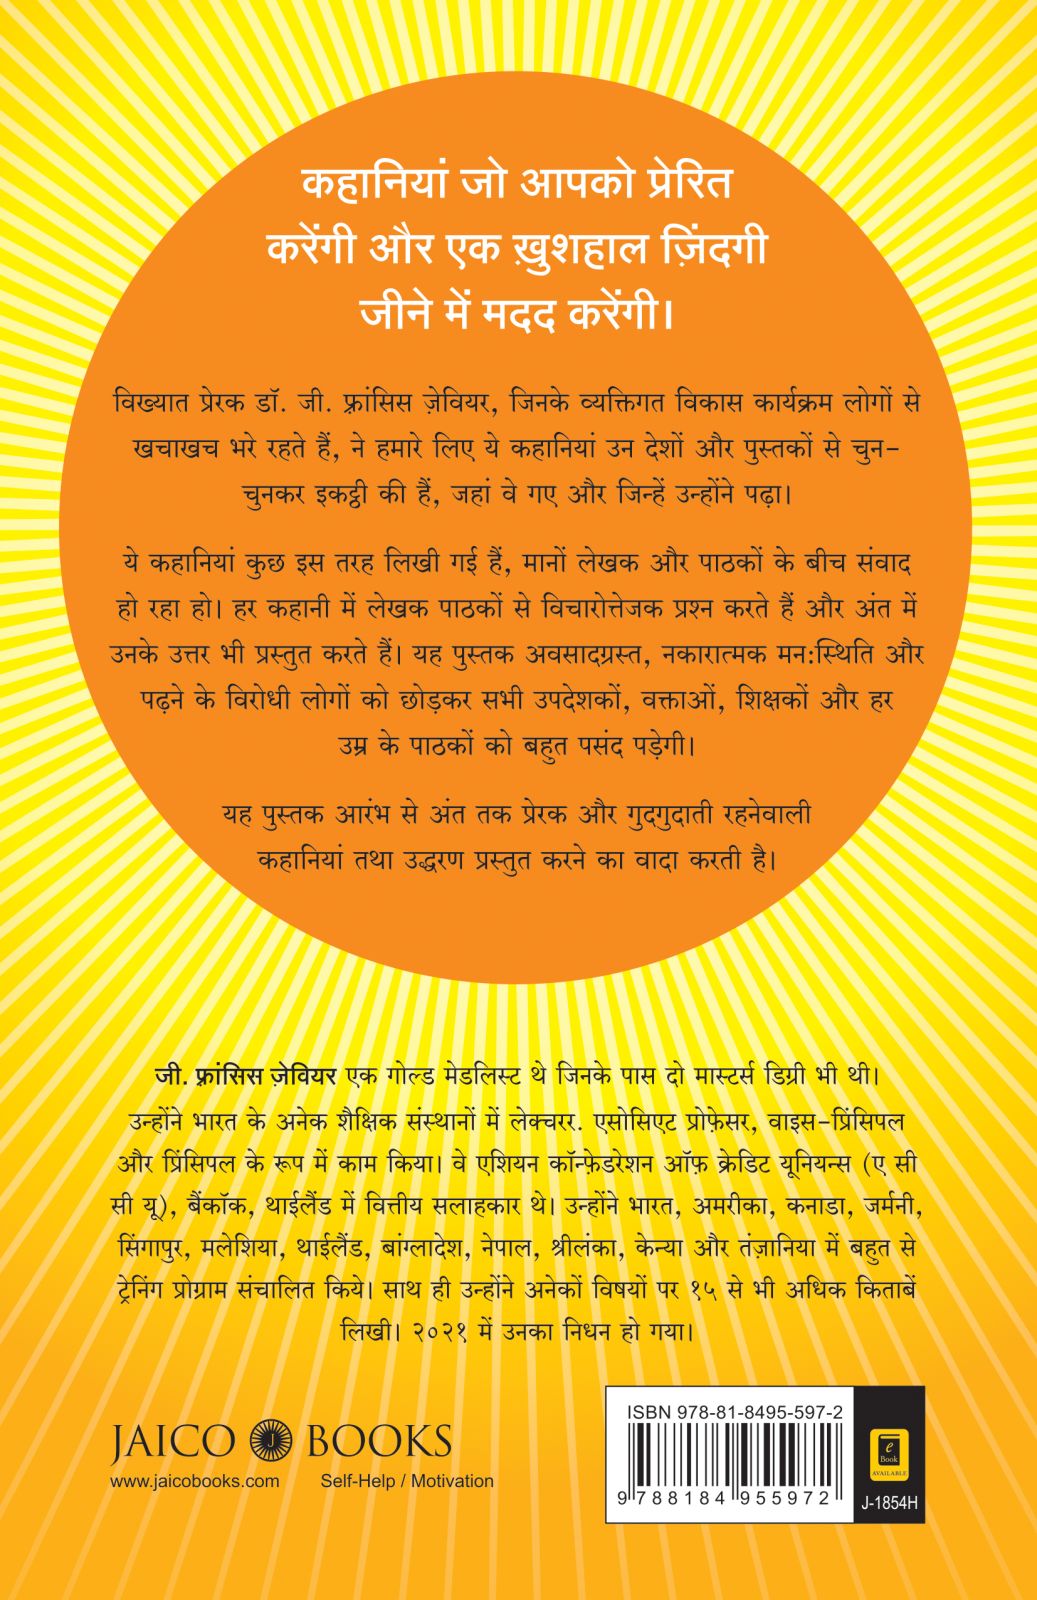 कहानियां जो आपको प्रेरित
करेंगी और एक ख़ुशहाल ज़िंदगी
जीने में मदद करेंगी।
विख्यात प्रेरक डॉ. जी. फ़्रांसिस ज़ेवियर, जिनके व्यक्तिगत विकास कार्यक्रम लोगों से
खचाखच भरे रहते हैं, ने हमारे लिए ये कहानियां उन देशों और पुस्तकों से चुन-
चुनकर इकट्ठी की हैं, जहां वे गए और जिन्हें उन्होंने पढ़ा।
ये कहानियां कुछ इस तरह लिखी गई हैं, मानों लेखक और पाठकों के बीच संवाद
हो रहा हो। हर कहानी में लेखक पाठकों से विचारोत्तेजक प्रश्न करते हैं और अंत में
उनके उत्तर भी प्रस्तुत करते हैं। यह पुस्तक अवसादग्रस्त, नकारात्मक मन:स्थिति और
पढ़ने के विरोधी लोगों को छोड़कर सभी उपदेशकों, वक्ताओं, शिक्षकों और हर
उम्र के पाठकों को बहुत पसंद पड़ेगी।
यह पुस्तक आरंभ से अंत तक प्रेरक और गुदगुदाती रहनेवाली
कहानियां तथा उद्धरण प्रस्तुत करने का वादा करती है।
जी. फ़्रांसिस ज़ेवियर एक गोल्ड मेडलिस्ट थे जिनके पास दो मास्टर्स डिग्री भी थी।
उन्होंने भारत के अनेक शैक्षिक संस्थानों में लेक्चरर. एसोसिएट प्रोफ़ेसर, वाइस-प्रिंसिपल
और प्रिंसिपल के रूप में काम किया। वे एशियन कॉन्फ़ेडरेशन ऑफ़ क्रेडिट यूनियन्स (ए सी
सी यू), बैंकॉक, थाईलैंड में वित्तीय सलाहकार थे। उन्होंने भारत, अमरीका, कनाडा, जर्मनी,
सिंगापुर, मलेशिया, थाईलैंड, बांग्लादेश, नेपाल, श्रीलंका, केन्या और तंज़ानिया में बहुत से
ट्रेनिंग प्रोग्राम संचालित किये। साथ ही उन्होंने अनेकों विषयों पर १५ से भी अधिक किताबें
लिखी। २०२१ में उनका निधन हो गया।
JAICO J BOOKS
www.jaicobooks.com Self-Help / Motivation
ISBN 978-81-8495-597-2
9 788184 955972
e
Book
AVAILABLE
J-1854H